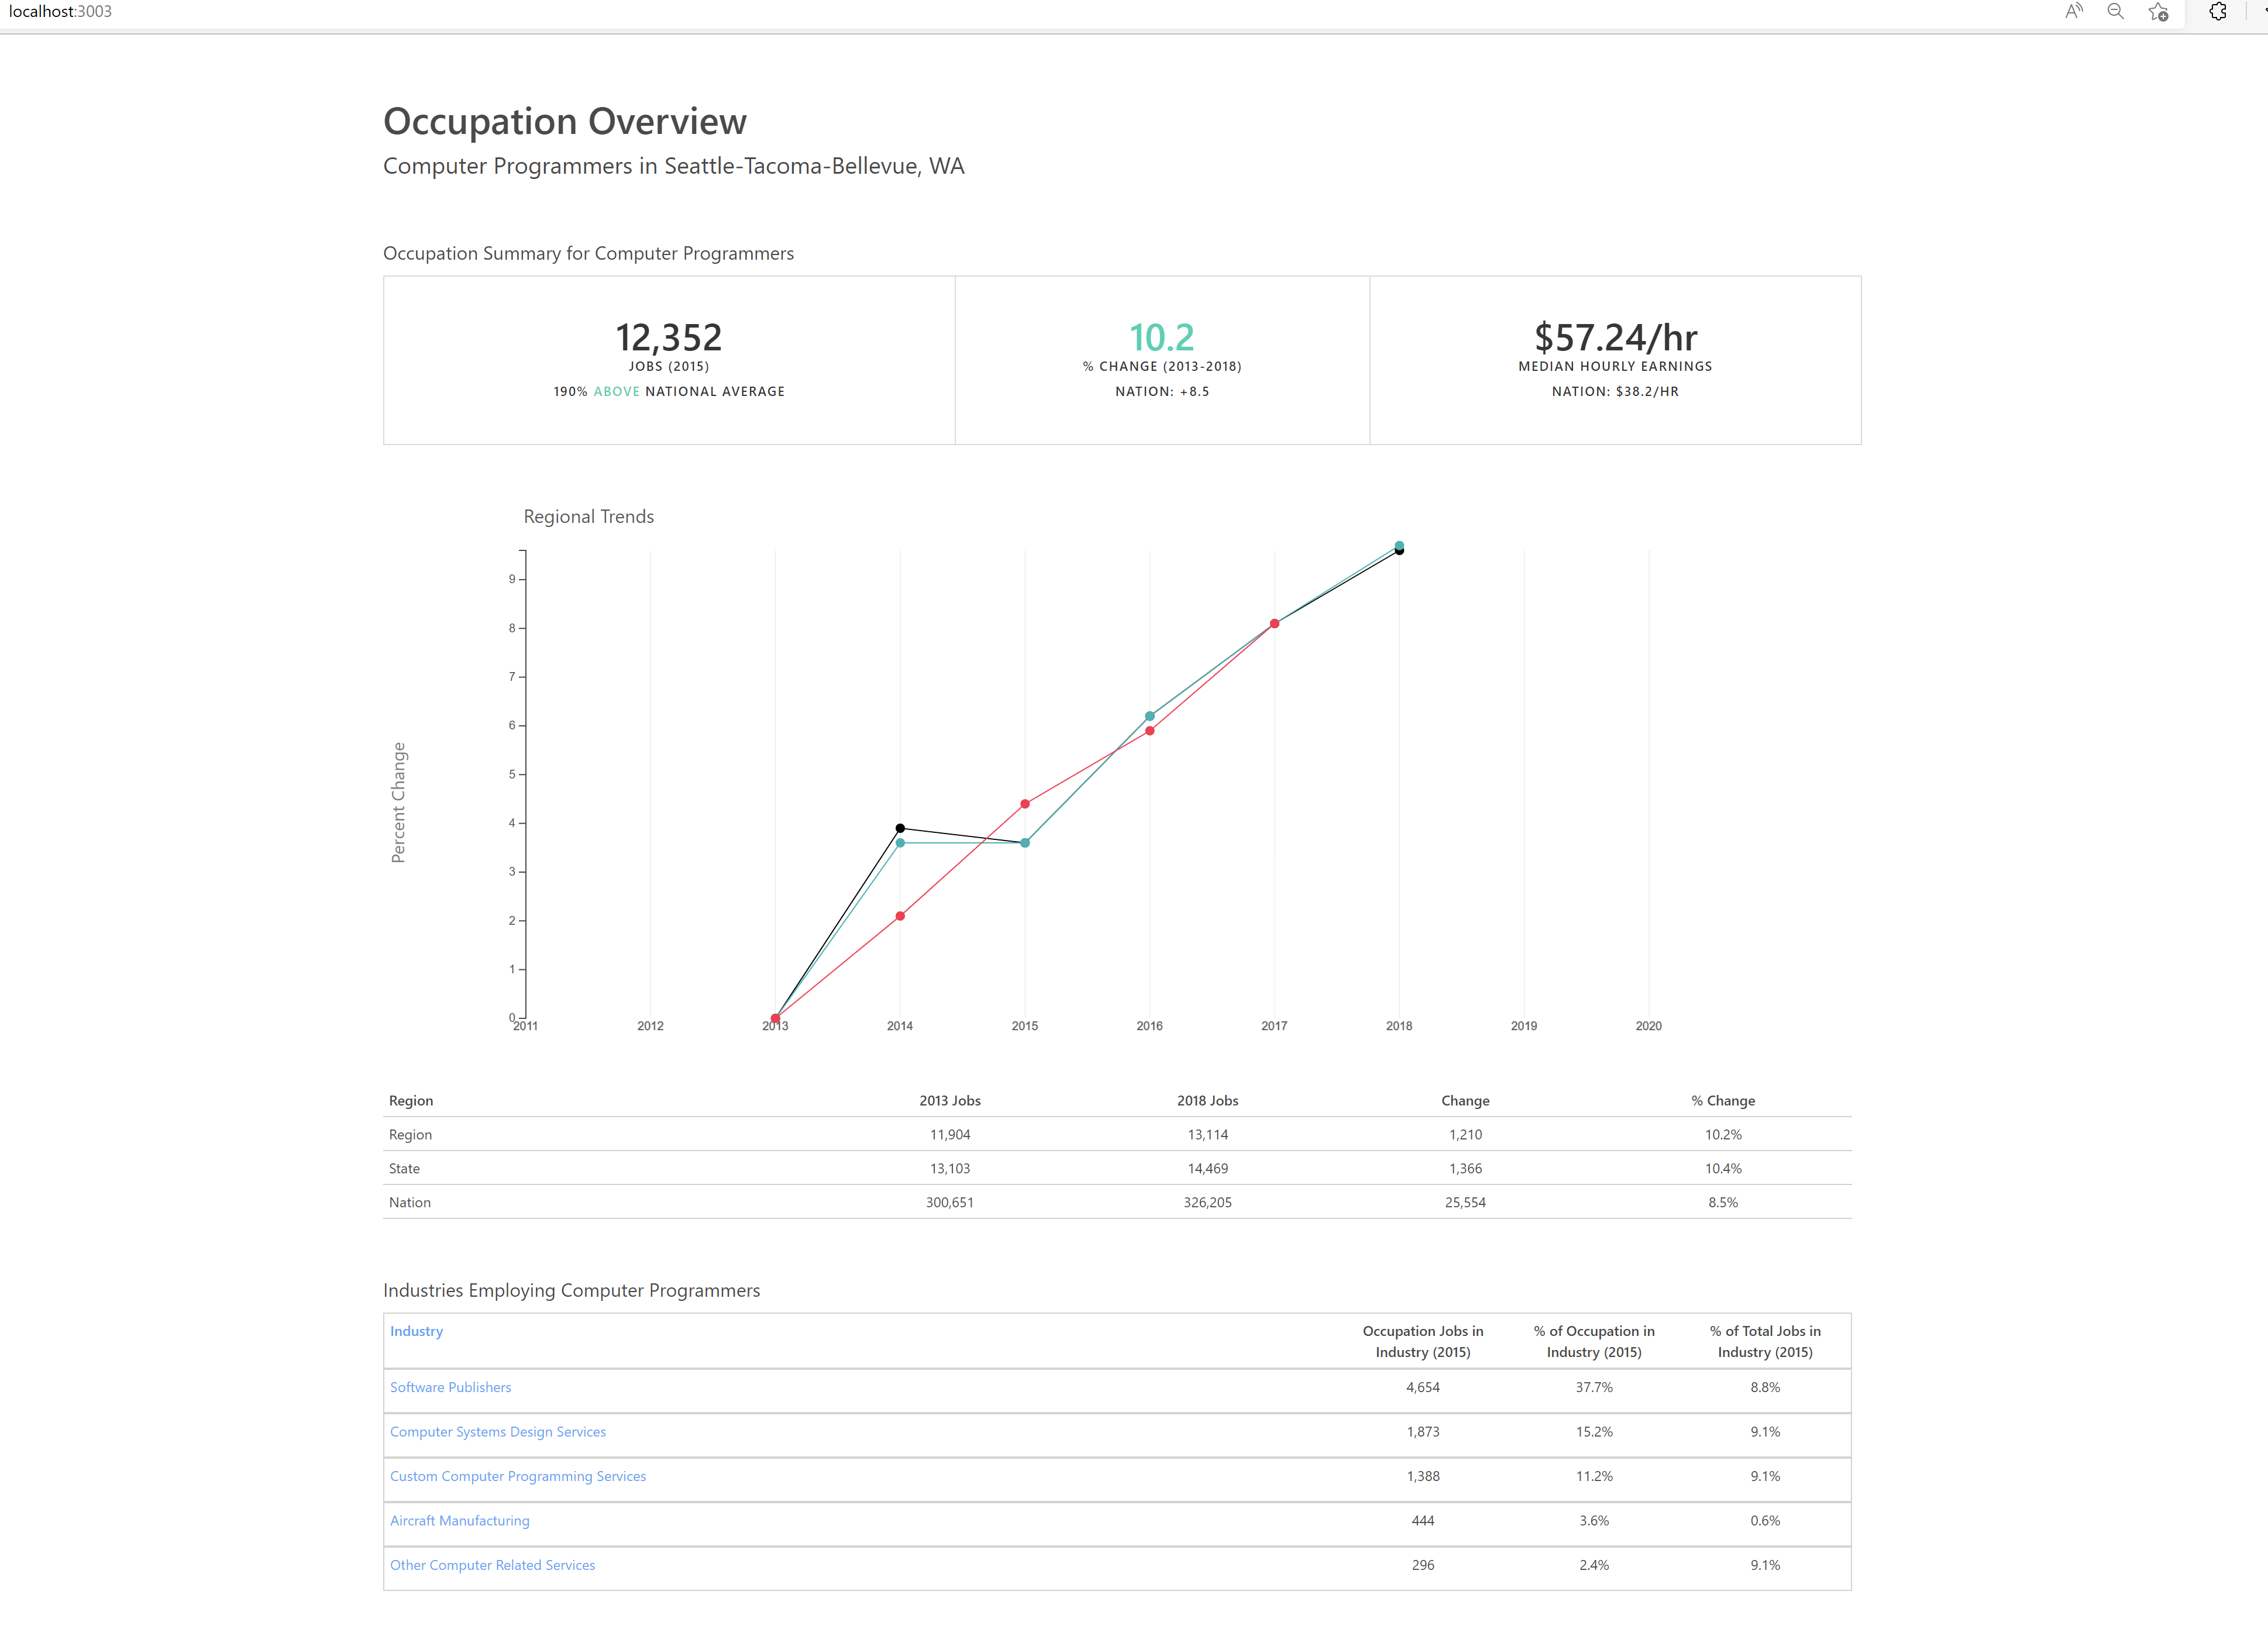 localhost:3003
Occupation Overview
Computer Programmers in Seattle-Tacoma-Bellevue, WA
Occupation Summary for Computer Programmers
12,352
JOBS (2015)
190% ABOVE NATIONAL AVERAGE
10.2
% CHANGE (2013-2018)
NATION: +8.5
$57.24/hr
MEDIAN HOURLY EARNINGS
NATION: $38.2/HR
Regional Trends
Percent Change
9
8
7
6
5
4
3
2
1
0
2011 2012 2013 2014 2015 2016 2017 2018 2019 2020
Region 2013 Jobs 2018 Jobs Change % Change
Region 11,904 13,114 1,210 10.2%
State 13,103 14,469 1,366 10.4%
Nation 300,651 326,205 25,554 8.5%
Industries Employing Computer Programmers
Industry Occupation Jobs in Industry (2015) % of Occupation in Industry (2015) % of Total Jobs in Industry (2015)
Software Publishers 4,654 37.7% 8.8%
Computer Systems Design Services 1,873 15.2% 9.1%
Custom Computer Programming Services 1,388 11.2% 9.1%
Aircraft Manufacturing 444 3.6% 0.6%
Other Computer Related Services 296 2.4% 9.1%